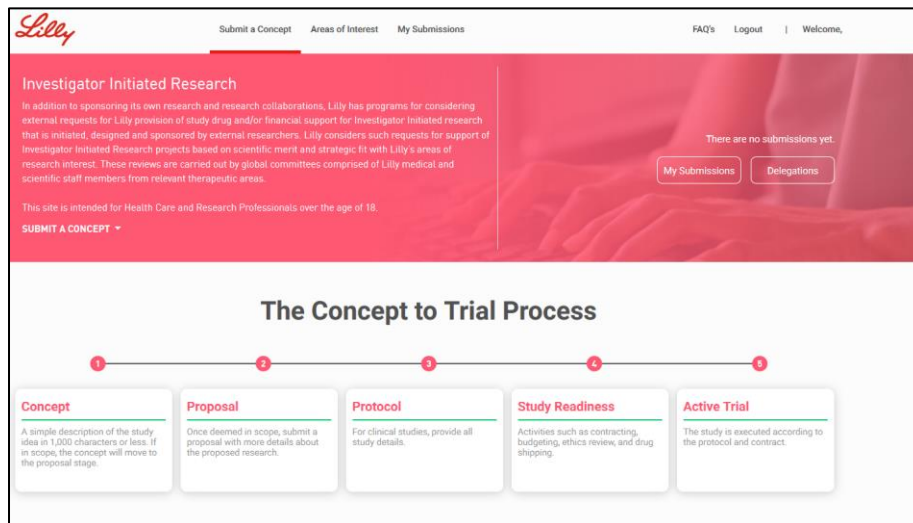 Lilly
Submit a Concept Areas of Interest My Submissions FAQ's Logout | Welcome,
Investigator Initiated Research
In addition to sponsoring its own research and research collaborations, Lilly has programs for considering
external requests for Lilly provision of study drug and/or financial support for Investigator Initiated research
that is initiated, designed and sponsored by external researchers. Lilly considers such requests for support of
Investigator Initiated Research projects based on scientific merit and strategic fit with Lilly's areas of
research interest. These reviews are carried out by global committees comprised of Lilly medical and
scientific staff members from relevant therapeutic areas.
This site is intended for Health Care and Research Professionals over the age of 18.
SUBMIT A CONCEPT
There are no submissions yet.
My Submissions Delegations
The Concept to Trial Process
1 2 3 4 5
Concept
A simple description of the study
idea in 1,000 characters or less. If
in scope, the concept will move to
the proposal stage.
Proposal
Once deemed in scope, submit a
proposal with more details about
the proposed research.
Protocol
For clinical studies, provide all
study details.
Study Readiness
Activities such as contracting,
budgeting, ethics review, and drug
shipping.
Active Trial
The study is executed according to
the protocol and contract.